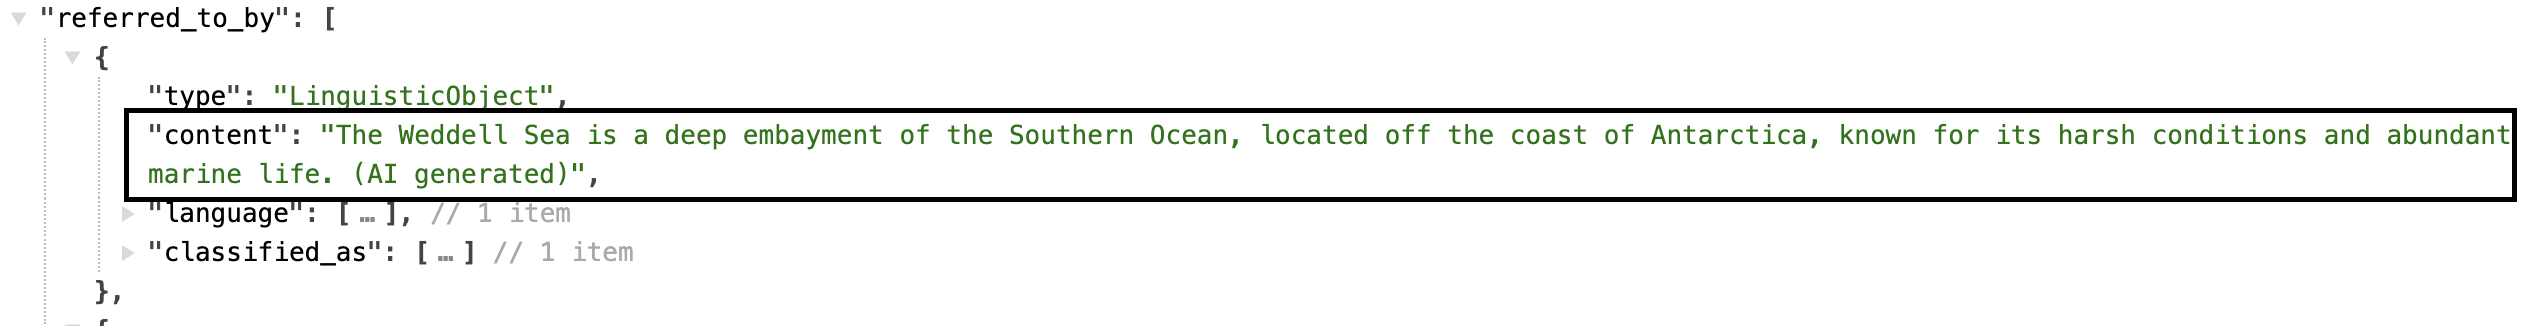 "referred_to_by": [
{
"type": "LinguisticObject",
"content": "The Weddell Sea is a deep embayment of the Southern Ocean, located off the coast of Antarctica, known for its harsh conditions and abundant
marine life. (AI generated)",
"language": [ … ], // 1 item
"classified_as": [ … ] // 1 item
},
{